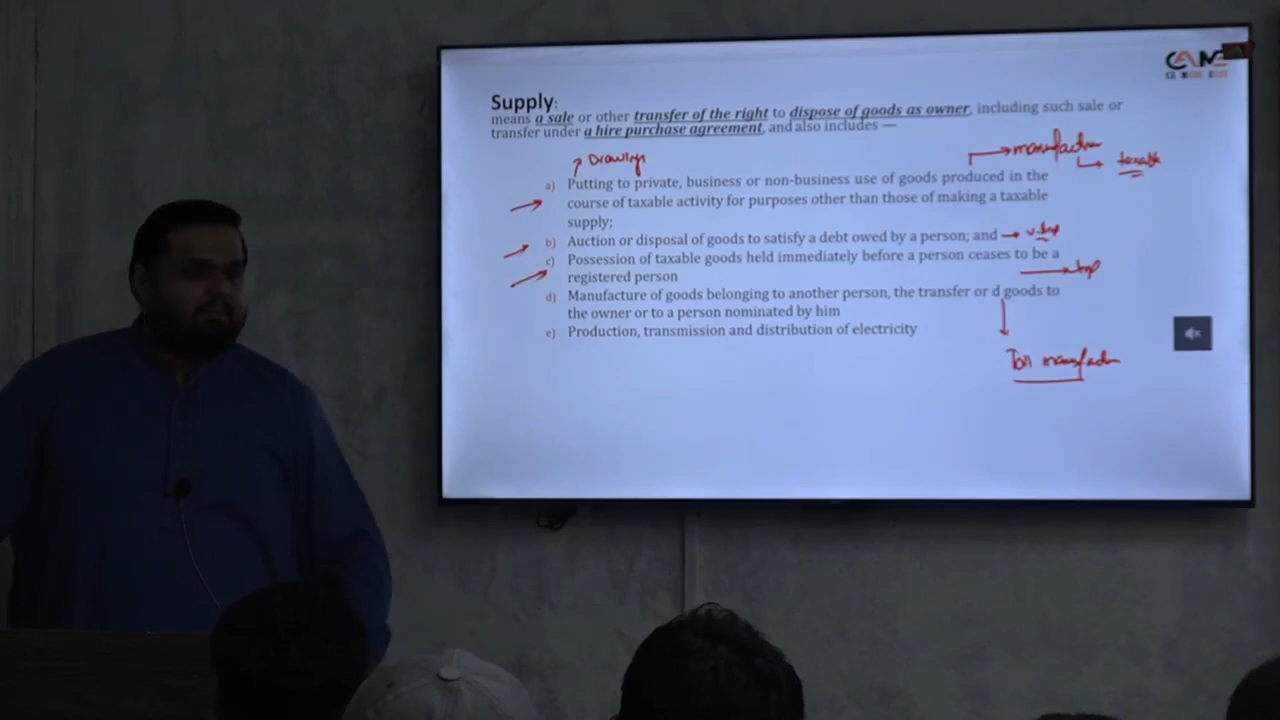 CAME
Supply:
means a sale or other transfer of the right to dispose of goods as owner, including such sale or
transfer under a hire purchase agreement, and also includes —
Drawings
manufactur
taxable
a) Putting to private, business or non-business use of goods produced in the
course of taxable activity for purposes other than those of making a taxable
supply;
b) Auction or disposal of goods to satisfy a debt owed by a person; and
c) Possession of taxable goods held immediately before a person ceases to be a
registered person
d) Manufacture of goods belonging to another person, the transfer or d goods to
the owner or to a person nominated by him
e) Production, transmission and distribution of electricity
Toll manufactur